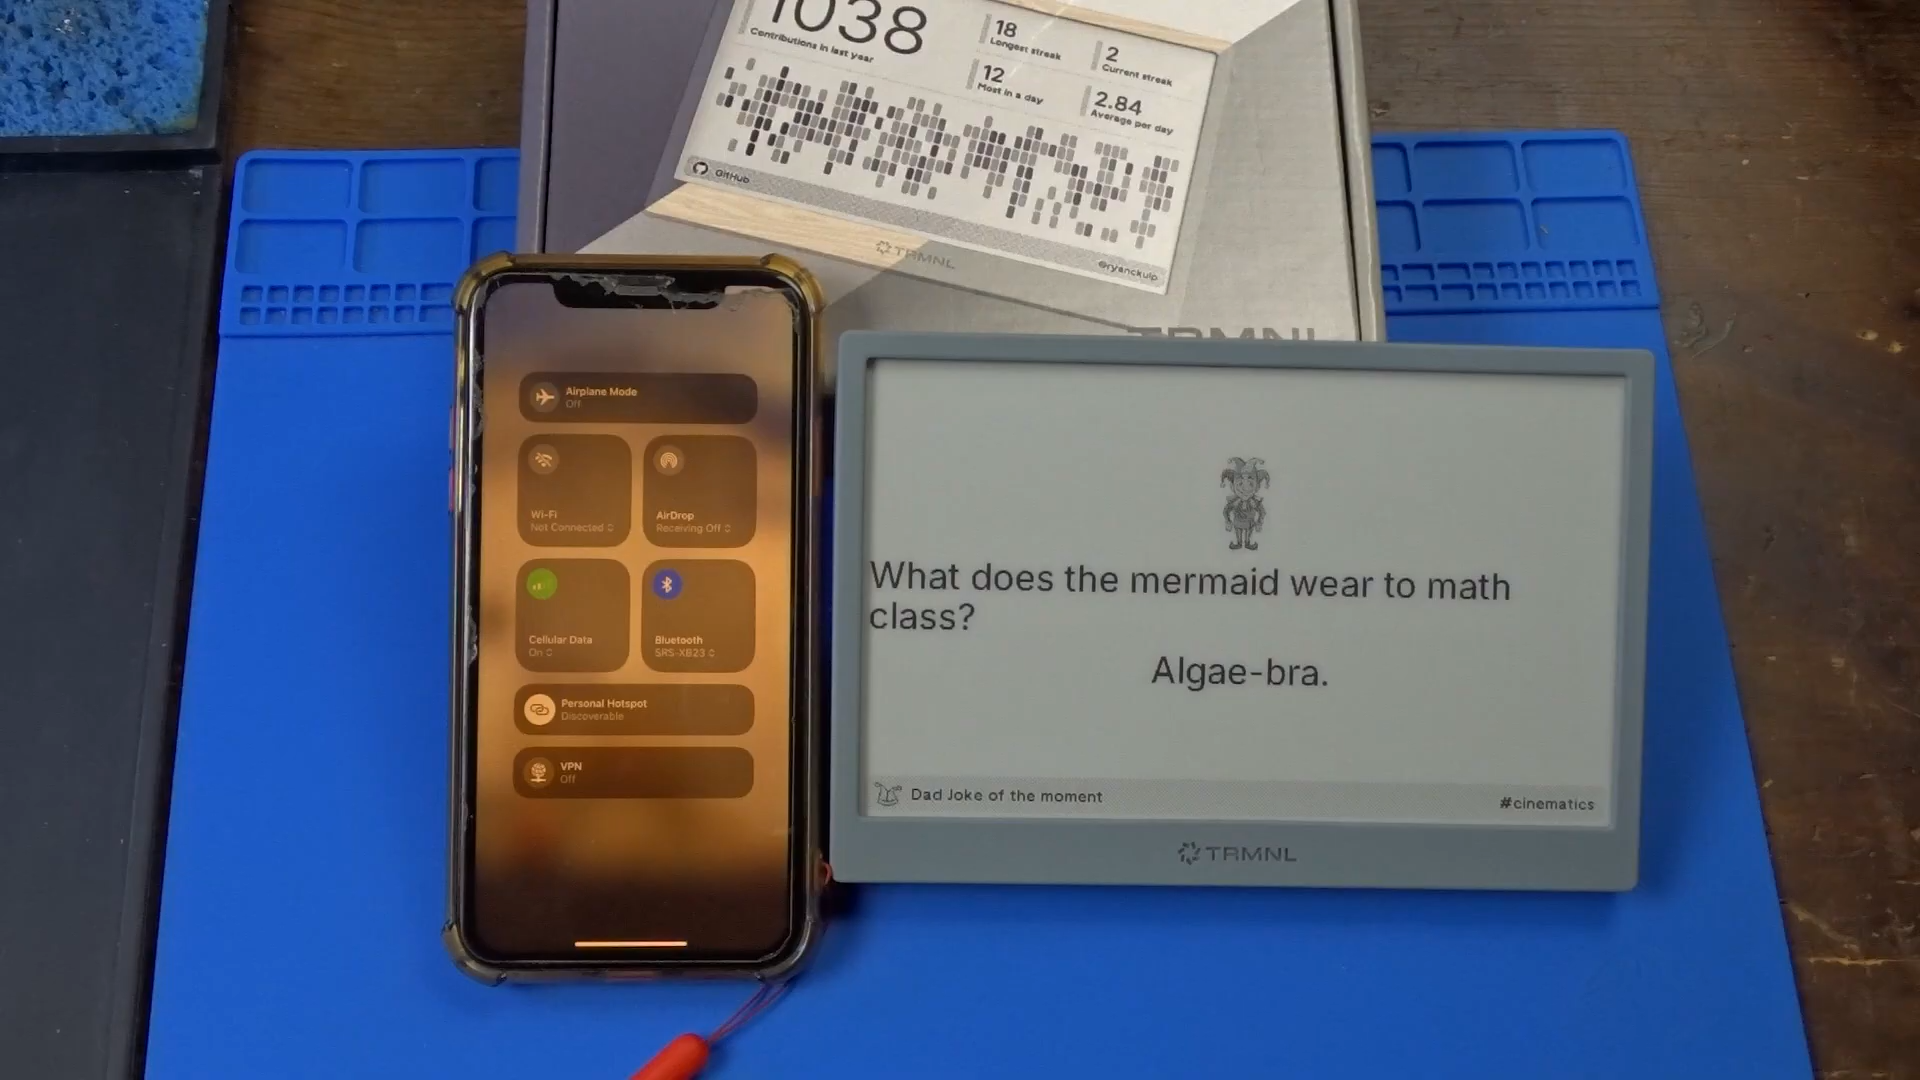 1038
Contributions in last year
18
Longest streak
2
Current streak
12
Most in a day
2.84
Average per day
GitHub
@ryanckulp
TRMNL
TRMNL
Airplane Mode
Off
Wi-Fi
Not Connected
AirDrop
Receiving Off
Cellular Data
On
Bluetooth
SRS-XB23
Personal Hotspot
Discoverable
VPN
Off
What does the mermaid wear to math
class?
Algae-bra.
Dad Joke of the moment
#cinematics
TRMNL